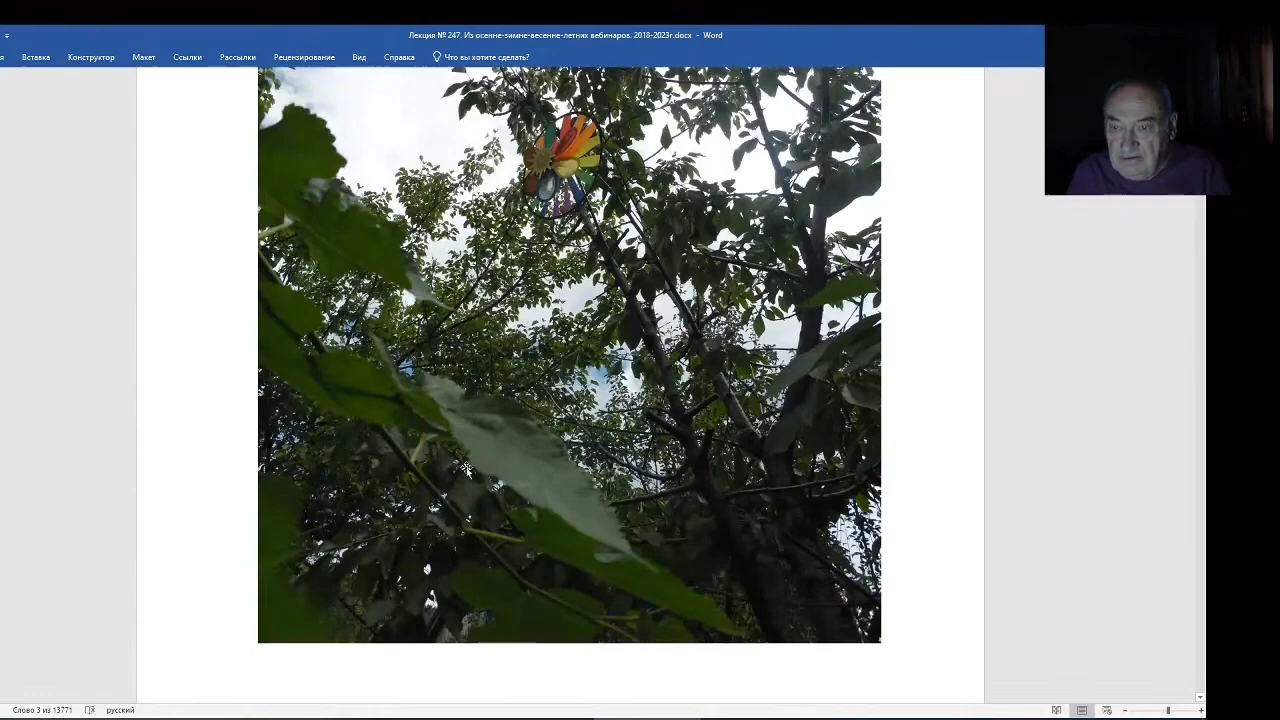 Лекция № 247. Из осенне-зимне-весенне-летних вебинаров. 2018-2023г.docx - Word
я Вставка Конструктор Макет Ссылки Рассылки Рецензирование Вид Справка Что вы хотите сделать?
Слово 3 из 13771 русский